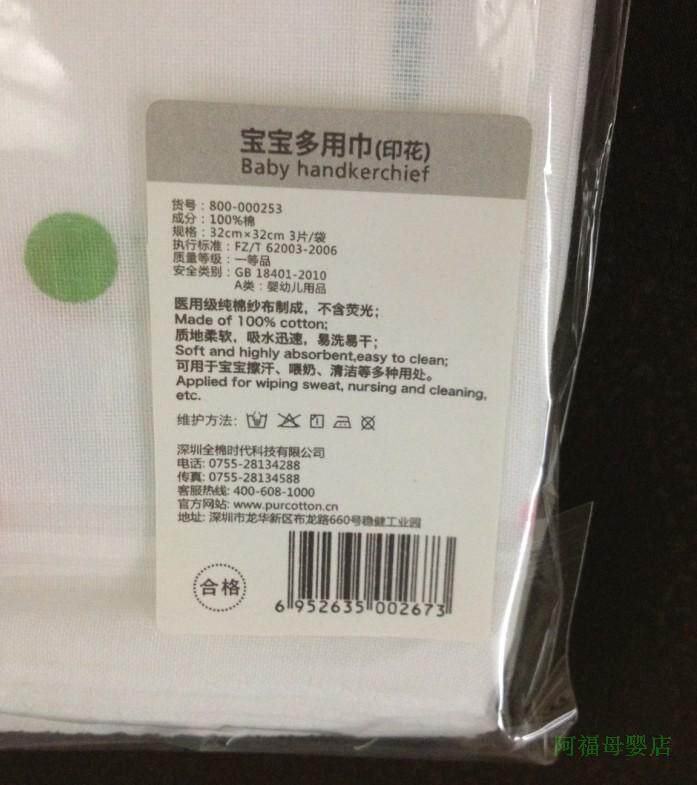 宝宝多用巾(印花)
Baby handkerchief
货号：800-000253
成分：100%棉
规格：32cm×32cm 3片/袋
执行标准：FZ/T 62003-2006
质量等级：一等品
安全类别：GB 18401-2010
A类：婴幼儿用品
医用级纯棉纱布制成，不含荧光；
Made of 100% cotton;
质地柔软，吸水迅速，易洗易干；
Soft and highly absorbent,easy to clean;
可用于宝宝擦汗、喂奶、清洁等多种用处。
Applied for wiping sweat, nursing and cleaning,
etc.
维护方法：
深圳全棉时代科技有限公司
电话: 0755-28134288
传真: 0755-28134588
客服热线: 400-608-1000
官方网站: www.purcotton.cn
地址: 深圳市龙华新区布龙路660号稳健工业园
合格
6 952635 002673
阿福母婴店